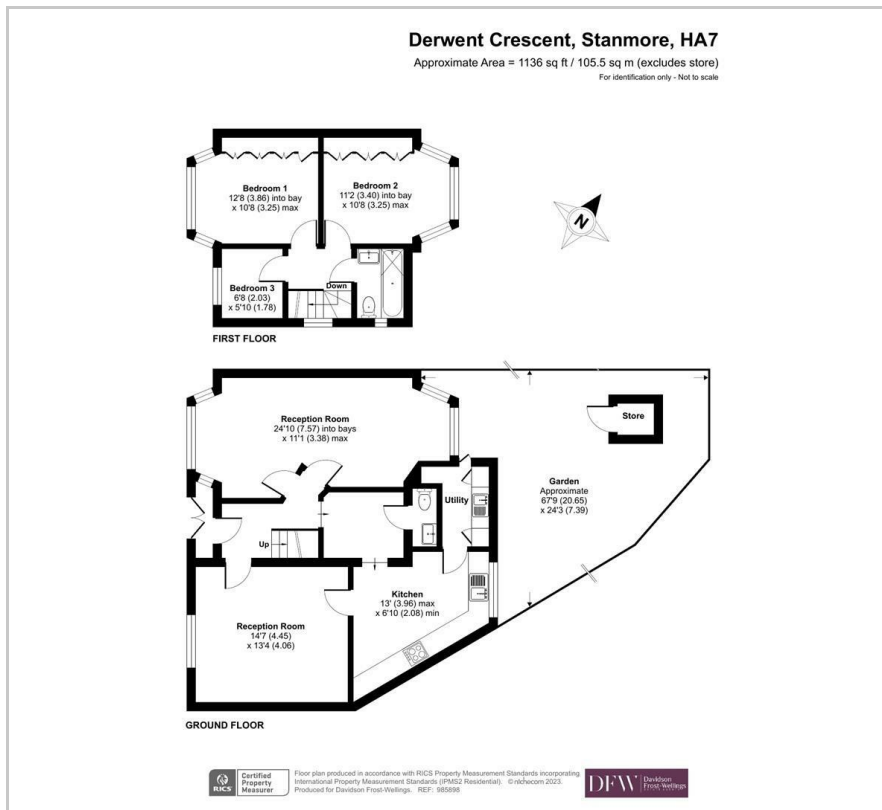 Derwent Crescent, Stanmore, HA7
Approximate Area = 1136 sq ft / 105.5 sq m (excludes store)
For identification only - Not to scale
Bedroom 1
12'8 (3.86) into bay
x 10'8 (3.25) max
Bedroom 2
11'2 (3.40) into bay
x 10'8 (3.25) max
N
Bedroom 3
6'8 (2.03)
x 5'10 (1.78)
Down
FIRST FLOOR
Reception Room
24'10 (7.57) into bays
x 11'1 (3.38) max
Store
Garden
Approximate
67'9 (20.65)
x 24'3 (7.39)
Utility
Up
Kitchen
13' (3.96) max
x 6'10 (2.08) min
Reception Room
14'7 (4.45)
x 13'4 (4.06)
GROUND FLOOR
RICS
Certified
Property
Measurer
Floor plan produced in accordance with RICS Property Measurement Standards incorporating
International Property Measurement Standards (IPMS2 Residential). © nlchecom 2023.
Produced for Davidson Frost-Wellings. REF: 985898
DFW
Davidson
Frost-Wellings